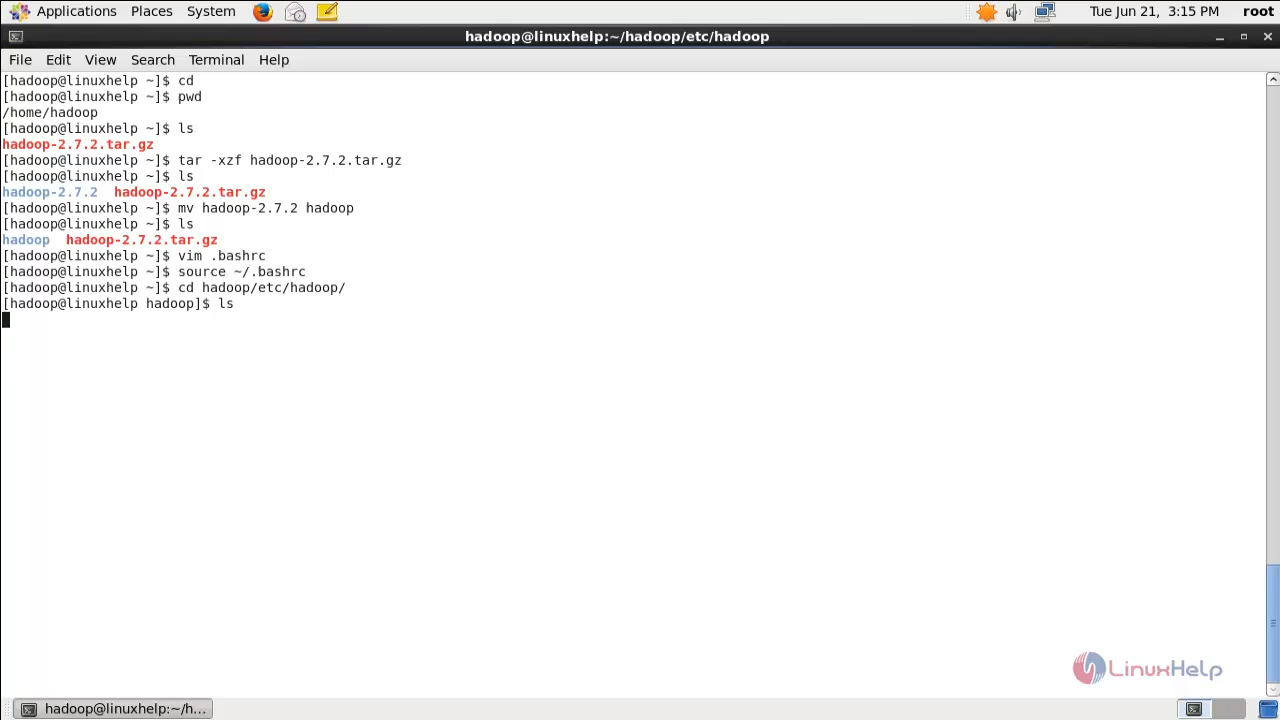 Applications Places System Tue Jun 21, 3:15 PM root
hadoop@linuxhelp:~/hadoop/etc/hadoop
File Edit View Search Terminal Help
[hadoop@linuxhelp ~]$ cd
[hadoop@linuxhelp ~]$ pwd
/home/hadoop
[hadoop@linuxhelp ~]$ ls
hadoop-2.7.2.tar.gz
[hadoop@linuxhelp ~]$ tar -xzf hadoop-2.7.2.tar.gz
[hadoop@linuxhelp ~]$ ls
hadoop-2.7.2 hadoop-2.7.2.tar.gz
[hadoop@linuxhelp ~]$ mv hadoop-2.7.2 hadoop
[hadoop@linuxhelp ~]$ ls
hadoop hadoop-2.7.2.tar.gz
[hadoop@linuxhelp ~]$ vim .bashrc
[hadoop@linuxhelp ~]$ source ~/.bashrc
[hadoop@linuxhelp ~]$ cd hadoop/etc/hadoop/
[hadoop@linuxhelp hadoop]$ ls
LinuxHelp
hadoop@linuxhelp:~/h...